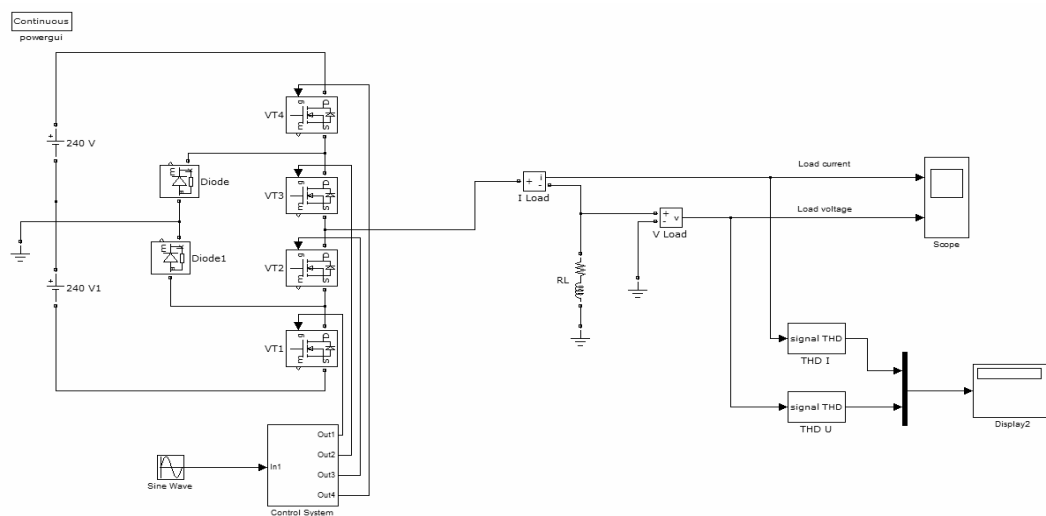 Continuous
powergui
g
D
VT4
m
S
+
240 V
m
Diode
g
D
VT3
m
S
+
i
-
I Load
Load current
Load voltage
Scope
+
-
v
V Load
m
Diode1
g
D
VT2
m
S
+
240 V1
RL
g
D
VT1
m
S
signal THD
THD I
signal THD
THD U
Display2
Sine Wave
In1
Out1
Out2
Out3
Out4
Control System